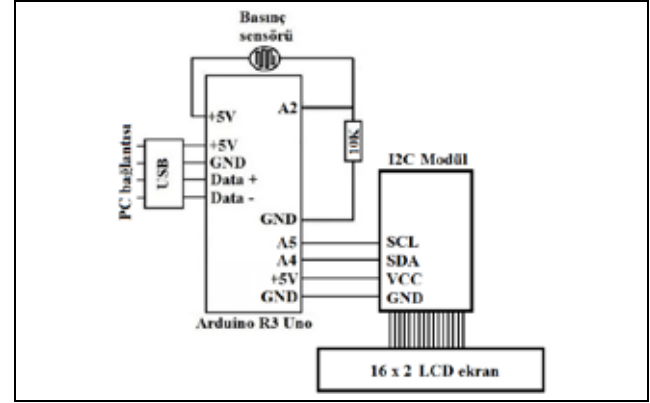 Basınç
sensörü
+5V
A2
10K
PC bağlantısı
USB
+5V
GND
Data +
Data -
GND
A5
A4
+5V
GND
Arduino R3 Uno
I2C Modül
SCL
SDA
VCC
GND
16 x 2 LCD ekran